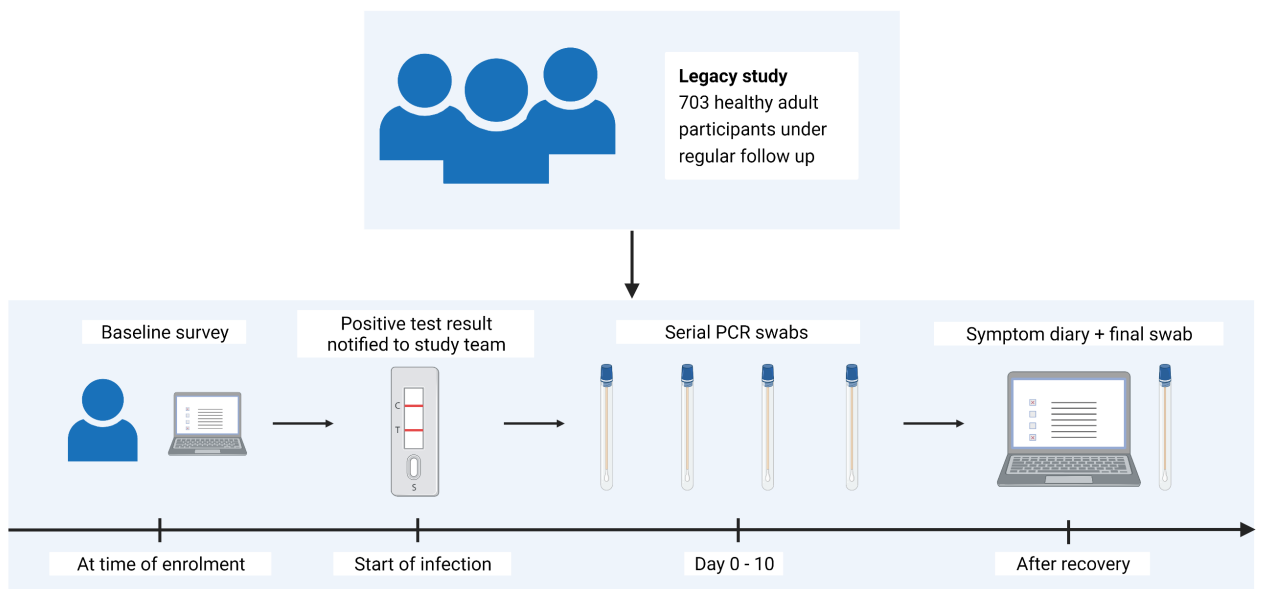 Legacy study
703 healthy adult
participants under
regular follow up
Baseline survey
Positive test result
notified to study team
Serial PCR swabs
Symptom diary + final swab
C
T
S
At time of enrolment
Start of infection
Day 0 - 10
After recovery